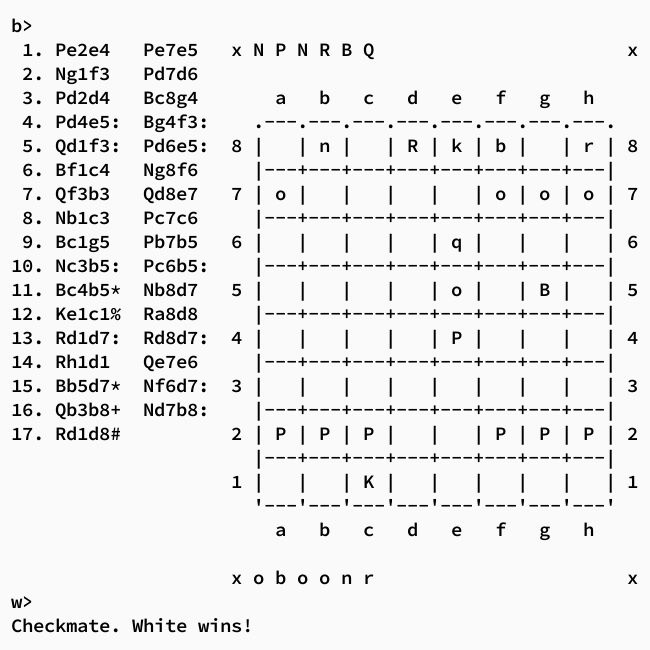 b>
 1. Pe2e4   Pe7e5   x N P N R B Q                       x
 2. Ng1f3   Pd7d6
 3. Pd2d4   Bc8g4       a   b   c   d   e   f   g   h
 4. Pd4e5:  Bg4f3:    .---.---.---.---.---.---.---.---.
 5. Qd1f3:  Pd6e5:  8 |   | n |   | R | k | b |   | r | 8
 6. Bf1c4   Ng8f6     |---+---+---+---+---+---+---+---|
 7. Qf3b3   Qd8e7   7 | o |   |   |   |   | o | o | o | 7
 8. Nb1c3   Pc7c6     |---+---+---+---+---+---+---+---|
 9. Bc1g5   Pb7b5   6 |   |   |   |   | q |   |   |   | 6
10. Nc3b5:  Pc6b5:    |---+---+---+---+---+---+---+---|
11. Bc4b5*  Nb8d7   5 |   |   |   |   | o |   | B |   | 5
12. Ke1c1%  Ra8d8     |---+---+---+---+---+---+---+---|
13. Rd1d7:  Rd8d7:  4 |   |   |   |   | P |   |   |   | 4
14. Rh1d1   Qe7e6     |---+---+---+---+---+---+---+---|
15. Bb5d7*  Nf6d7:  3 |   |   |   |   |   |   |   |   | 3
16. Qb3b8+  Nd7b8:    |---+---+---+---+---+---+---+---|
17. Rd1d8#          2 | P | P | P |   |   | P | P | P | 2
                      |---+---+---+---+---+---+---+---|
                    1 |   |   | K |   |   |   |   |   | 1
                      '---'---'---'---'---'---'---'---'
                        a   b   c   d   e   f   g   h

                    x o b o o n r                       x
w>
Checkmate. White wins!